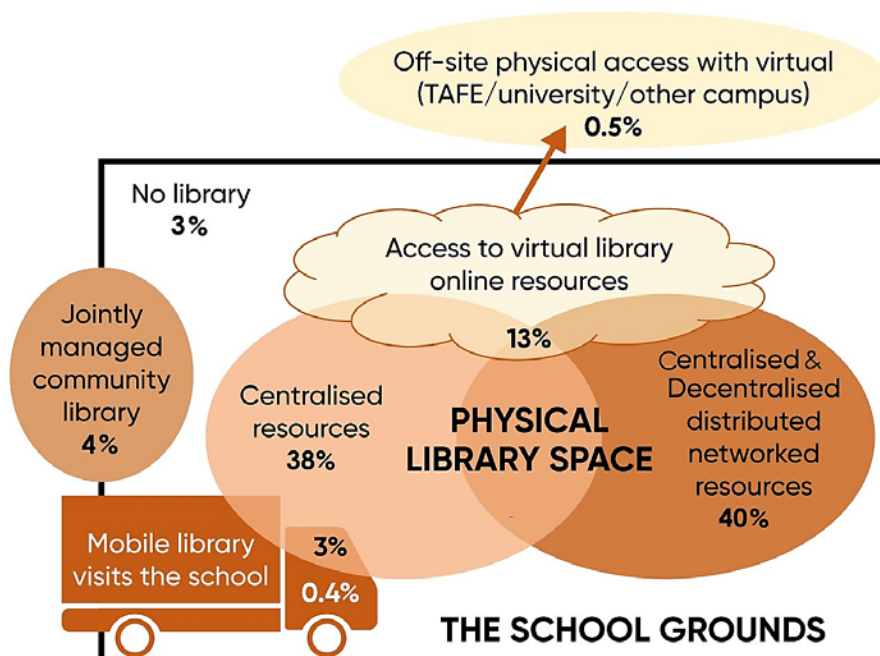 Off-site physical access with virtual
(TAFE/university/other campus)
0.5%
No library
3%
Access to virtual library
online resources
13%
Jointly
managed
community
library
4%
Centralised
resources
38%
PHYSICAL
LIBRARY SPACE
Centralised &
Decentralised
distributed
networked
resources
40%
Mobile library
visits the school
3%
0.4%
THE SCHOOL GROUNDS